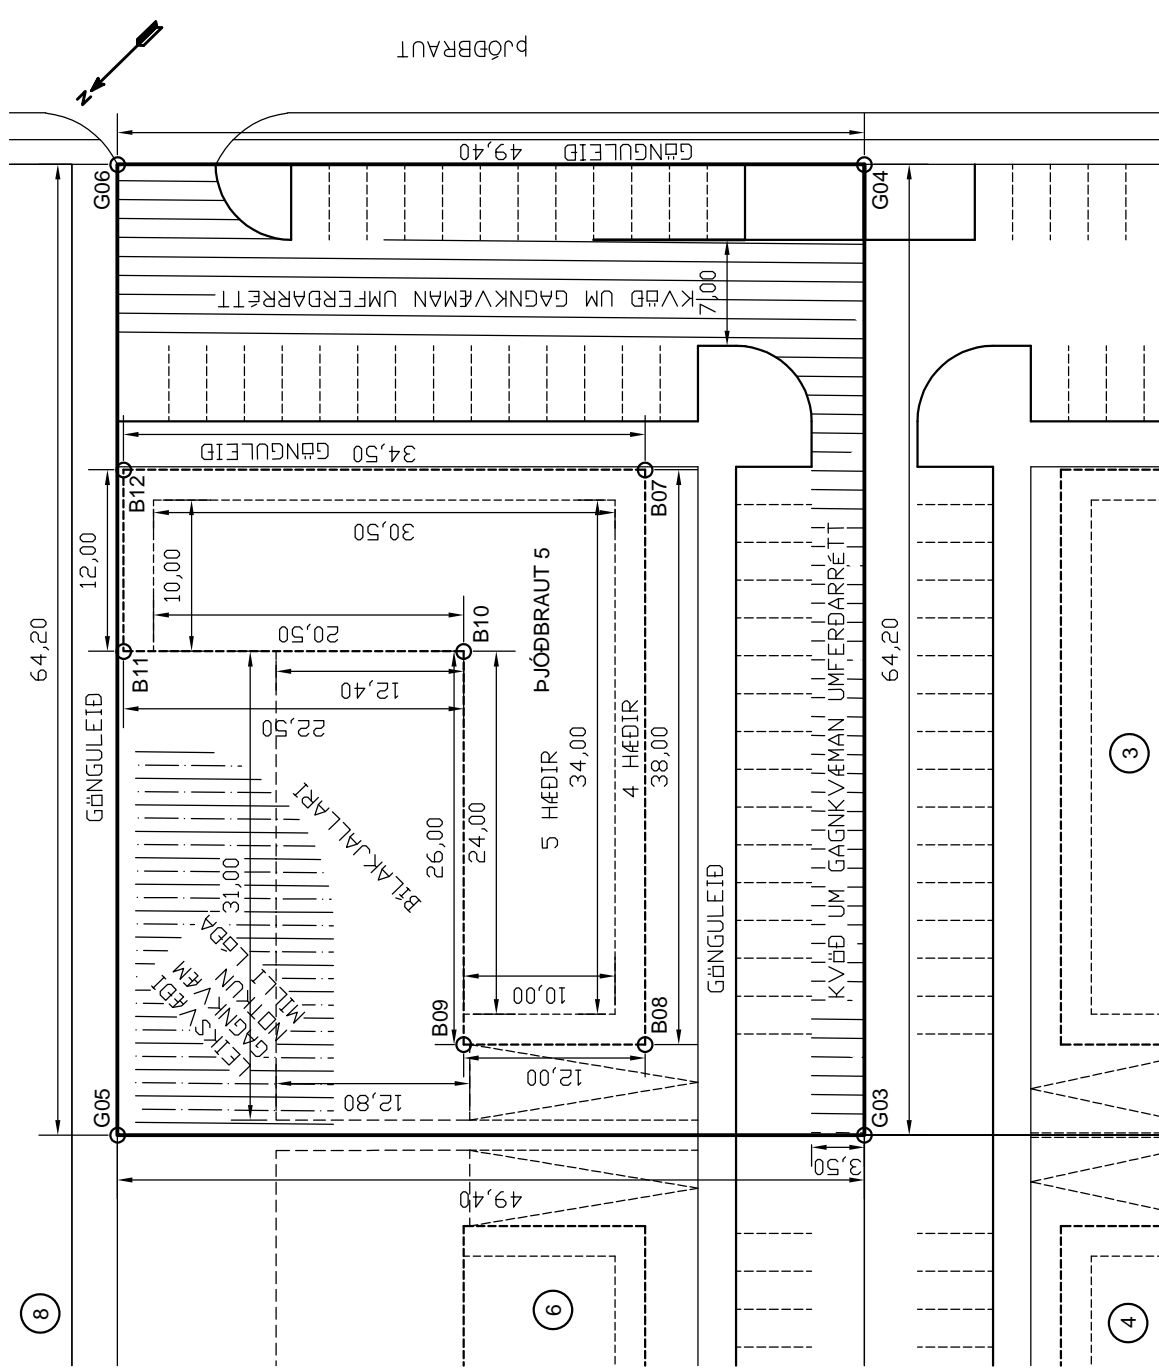 ÞJÓÐBRAUT
N
G06
GÖNGULEIÐ 49,40
G04
KVÖÐ UM GAGNKVÆMAN UMFERÐARRÉTT
7,00
GÖNGULEIÐ 34,50
B12
B07
12,00
10,00
30,50
64,20
20,50
B11
B10
ÞJÓÐBRAUT 5
12,40
22,50
64,20
GÖNGULEIÐ
BÍLAKJALLARI
31,00
26,00
24,00
5 HÆÐIR
34,00
4 HÆÐIR
38,00
GÖNGULEIÐ
KVÖÐ UM GAGNKVÆMAN UMFERÐARRÉTT
3
LEIKSVÆÐI
GAGNKVÆM
NOTKUN
MILLI LÓÐA
10,00
B09
B08
12,00
12,80
G05
G03
3,50
49,40
8
6
4